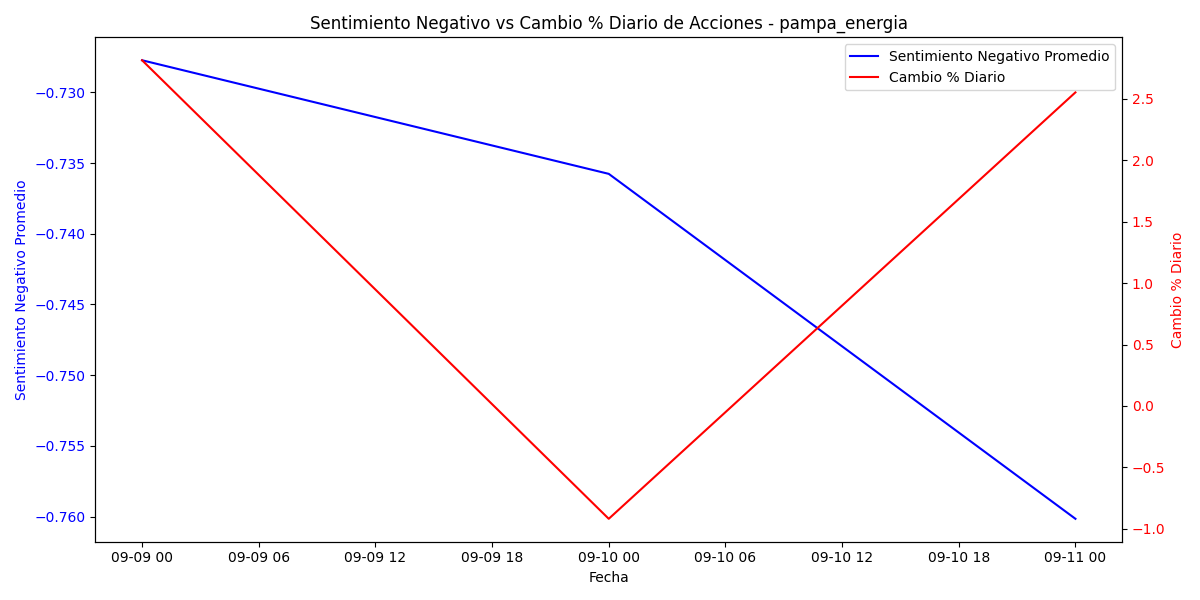 Sentimiento Negativo vs Cambio % Diario de Acciones - pampa_energia
Sentimiento Negativo Promedio
Cambio % Diario
−0.730
−0.735
−0.740
−0.745
−0.750
−0.755
−0.760
Sentimiento Negativo Promedio
2.5
2.0
1.5
1.0
0.5
0.0
−0.5
−1.0
Cambio % Diario
09-09 00 09-09 06 09-09 12 09-09 18 09-10 00 09-10 06 09-10 12 09-10 18 09-11 00
Fecha